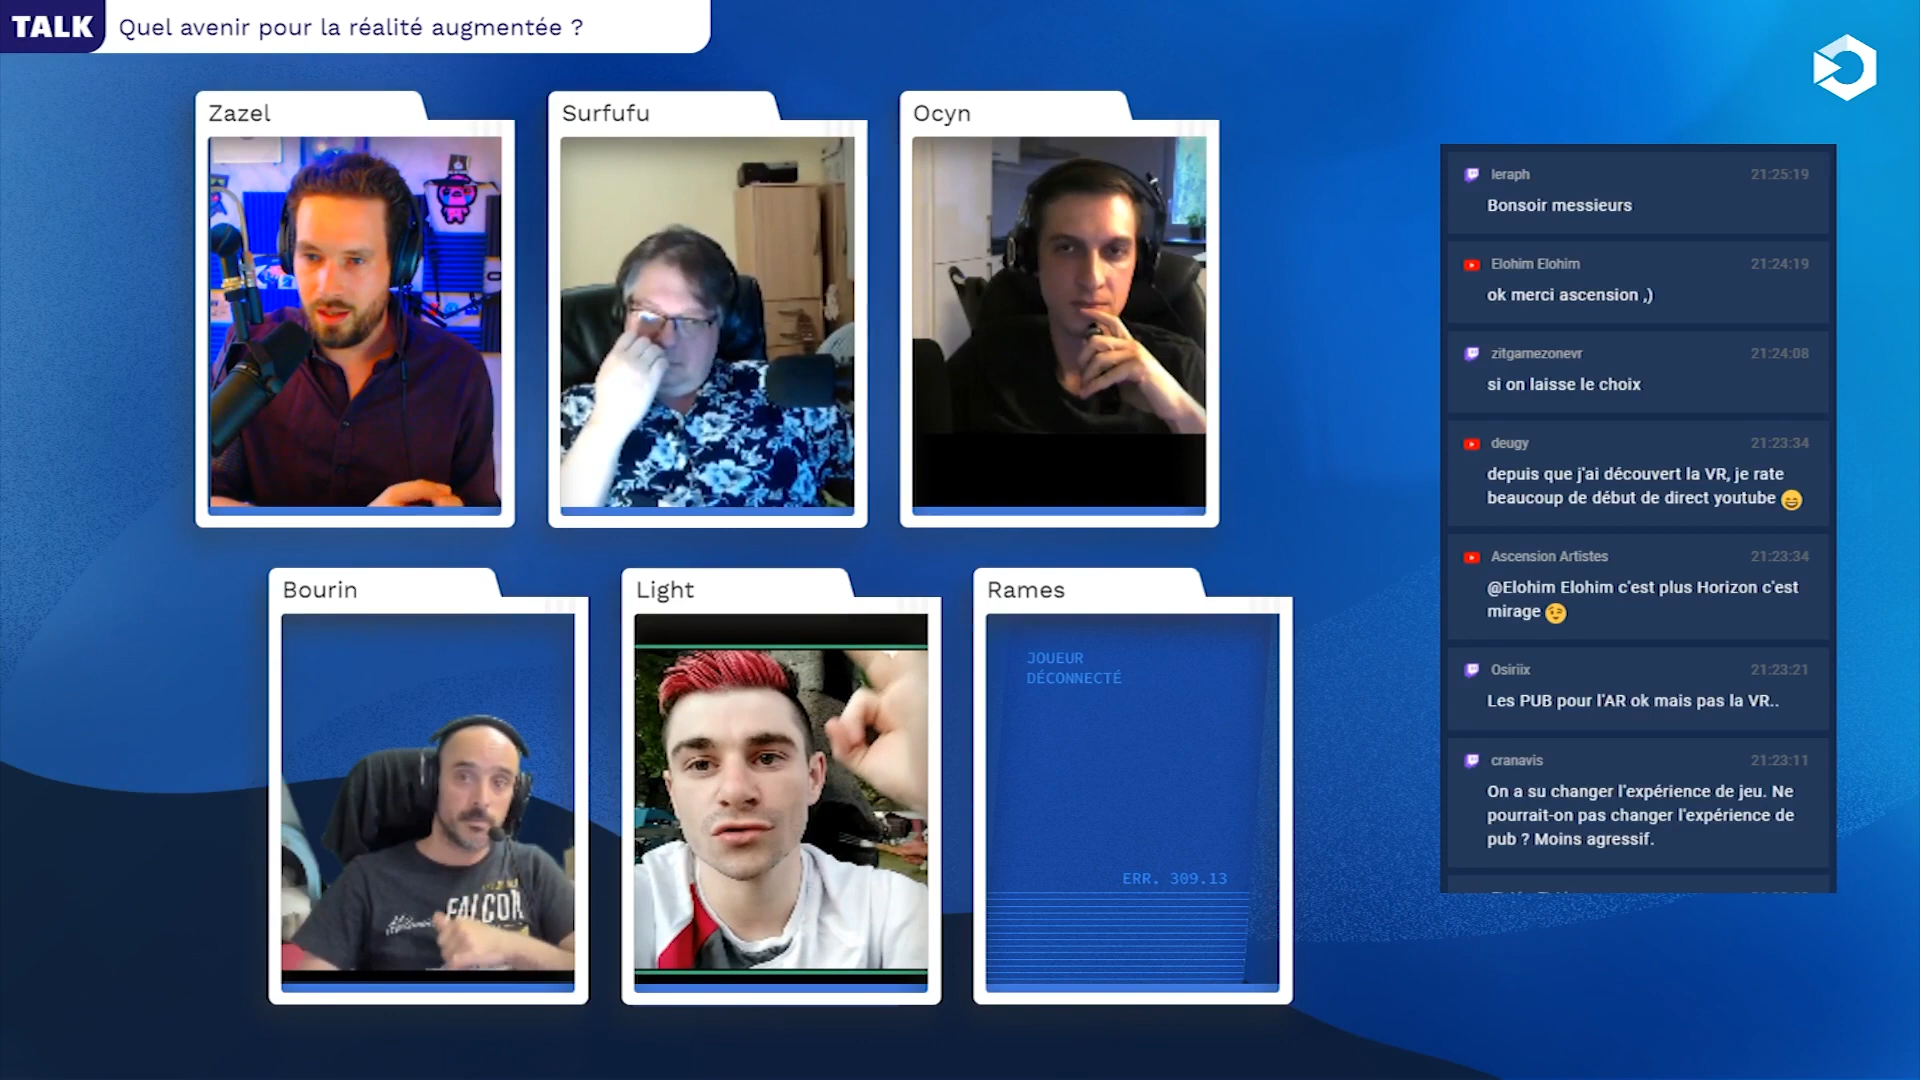 TALK
Quel avenir pour la réalité augmentée ?
Zazel
Surfufu
Ocyn
Bourin
FALCON
Light
Rames
JOUEUR
DÉCONNECTÉ
ERR. 309.13
leraph 21:25:19
Bonsoir messieurs
Elohim Elohim 21:24:19
ok merci ascension ,)
zitgamezonevr 21:24:08
si on laisse le choix
deugy 21:23:34
depuis que j'ai découvert la VR, je rate
beaucoup de début de direct youtube 😄
Ascension Artistes 21:23:34
@Elohim Elohim c'est plus Horizon c'est
mirage 😉
Osiriix 21:23:21
Les PUB pour l'AR ok mais pas la VR..
cranavis 21:23:11
On a su changer l'expérience de jeu. Ne
pourrait-on pas changer l'expérience de
pub ? Moins agressif.